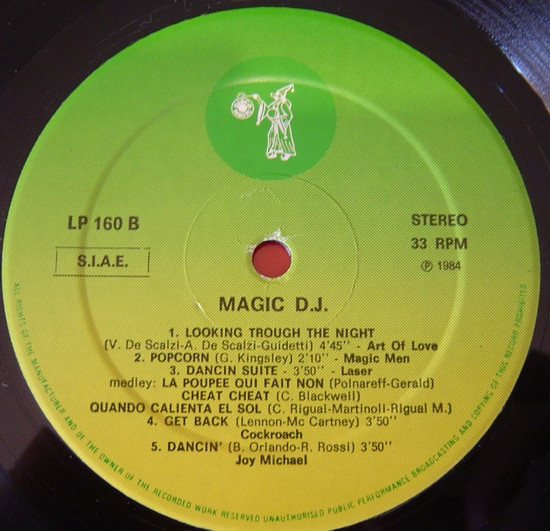 LP 160 B
S.I.A.E.
STEREO
33 RPM
℗ 1984
MAGIC D.J.
1. LOOKING TROUGH THE NIGHT
(V. De Scalzi-A. De Scalzi-Guidetti) 4'45'' - Art Of Love
2. POPCORN (G. Kingsley) 2'10'' - Magic Men
3. DANCIN SUITE - 3'50'' - Laser
medley: LA POUPEE QUI FAIT NON (Polnareff-Gerald)
CHEAT CHEAT (C. Blackwell)
QUANDO CALIENTA EL SOL (C. Rigual-Martinoli-Rigual M.)
4. GET BACK (Lennon-Mc Cartney) 3'50''
Cockroach
5. DANCIN' (B. Orlando-R. Rossi) 3'50''
Joy Michael
ALL RIGHTS OF THE MANUFACTURER AND OF THE OWNER OF THE RECORDED WORK RESERVED UNAUTHORISED PUBLIC PERFORMANCE BROADCASTING AND COPYING OF THIS RECORD PROHIBITED